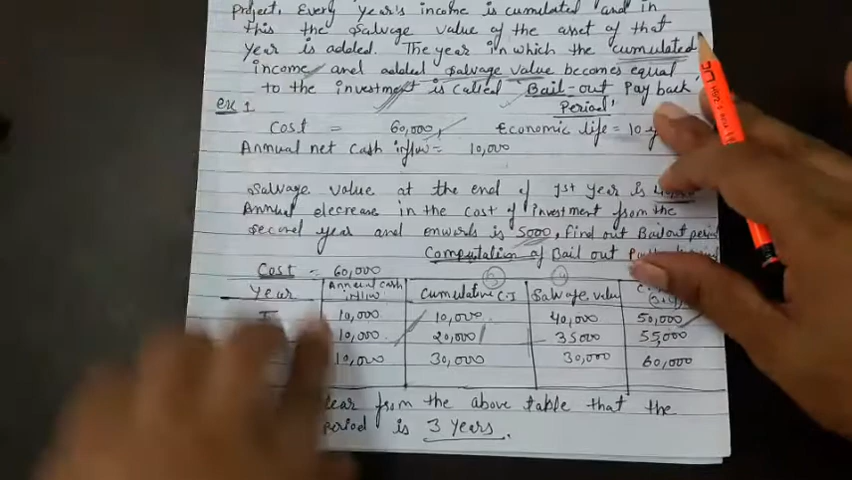 Project. Every year's income is cumulated and in
this the salvage value of the asset of that
year is added. The year in which the cumulated
income and added salvage value becomes equal
to the investment is called 'Bail-out Pay back
Period'
ex 1
Cost = 60,000, Economic life = 10
Annual net cash inflow = 10,000
Salvage value at the end of 1st year is
Annual decrease in the cost of investment from the
second year and onwords is 5000, find out Bailout period
Computation of Bail out
Cost = 60,000
Year Annual cash inflow Cumulative C.I Salvage value
③ ④
I 10,000 10,000 40,000 50,000
10,000 20,000 35000 55,000
10,000 30,000 30,000 60,000
from the above table that the
period is 3 years.